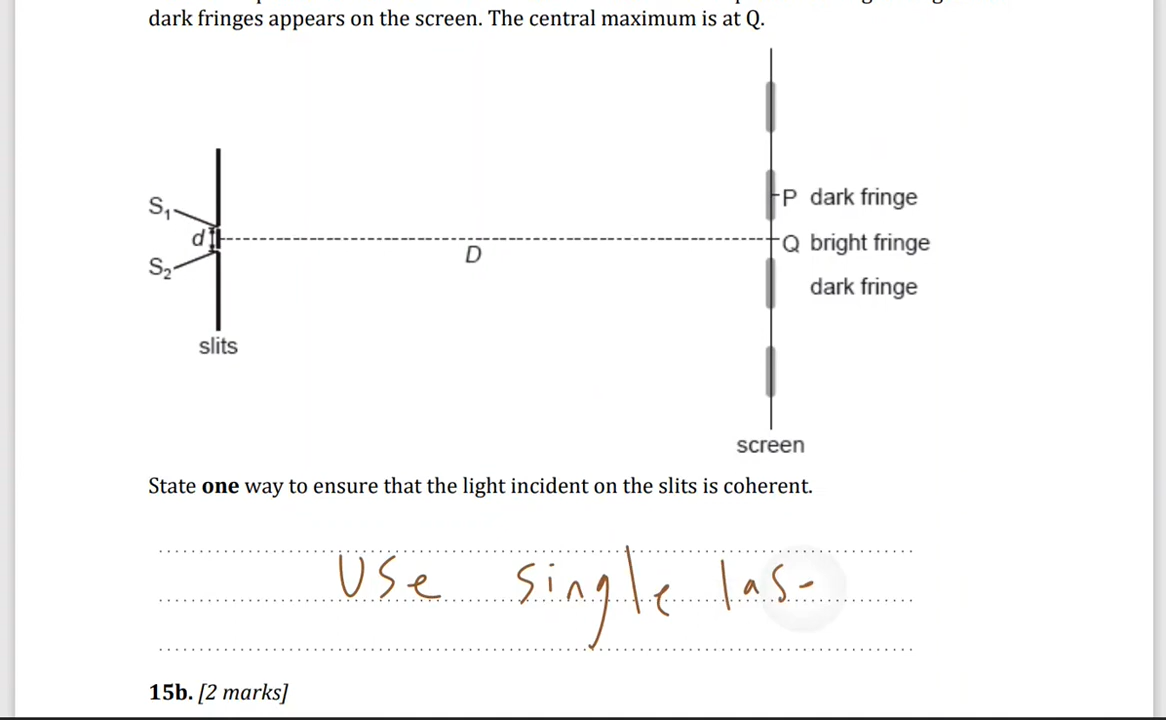 dark fringes appears on the screen. The central maximum is at Q.
S1
P dark fringe
d
Q bright fringe
D
S2
dark fringe
slits
screen
State one way to ensure that the light incident on the slits is coherent.
Use single las
15b. [2 marks]